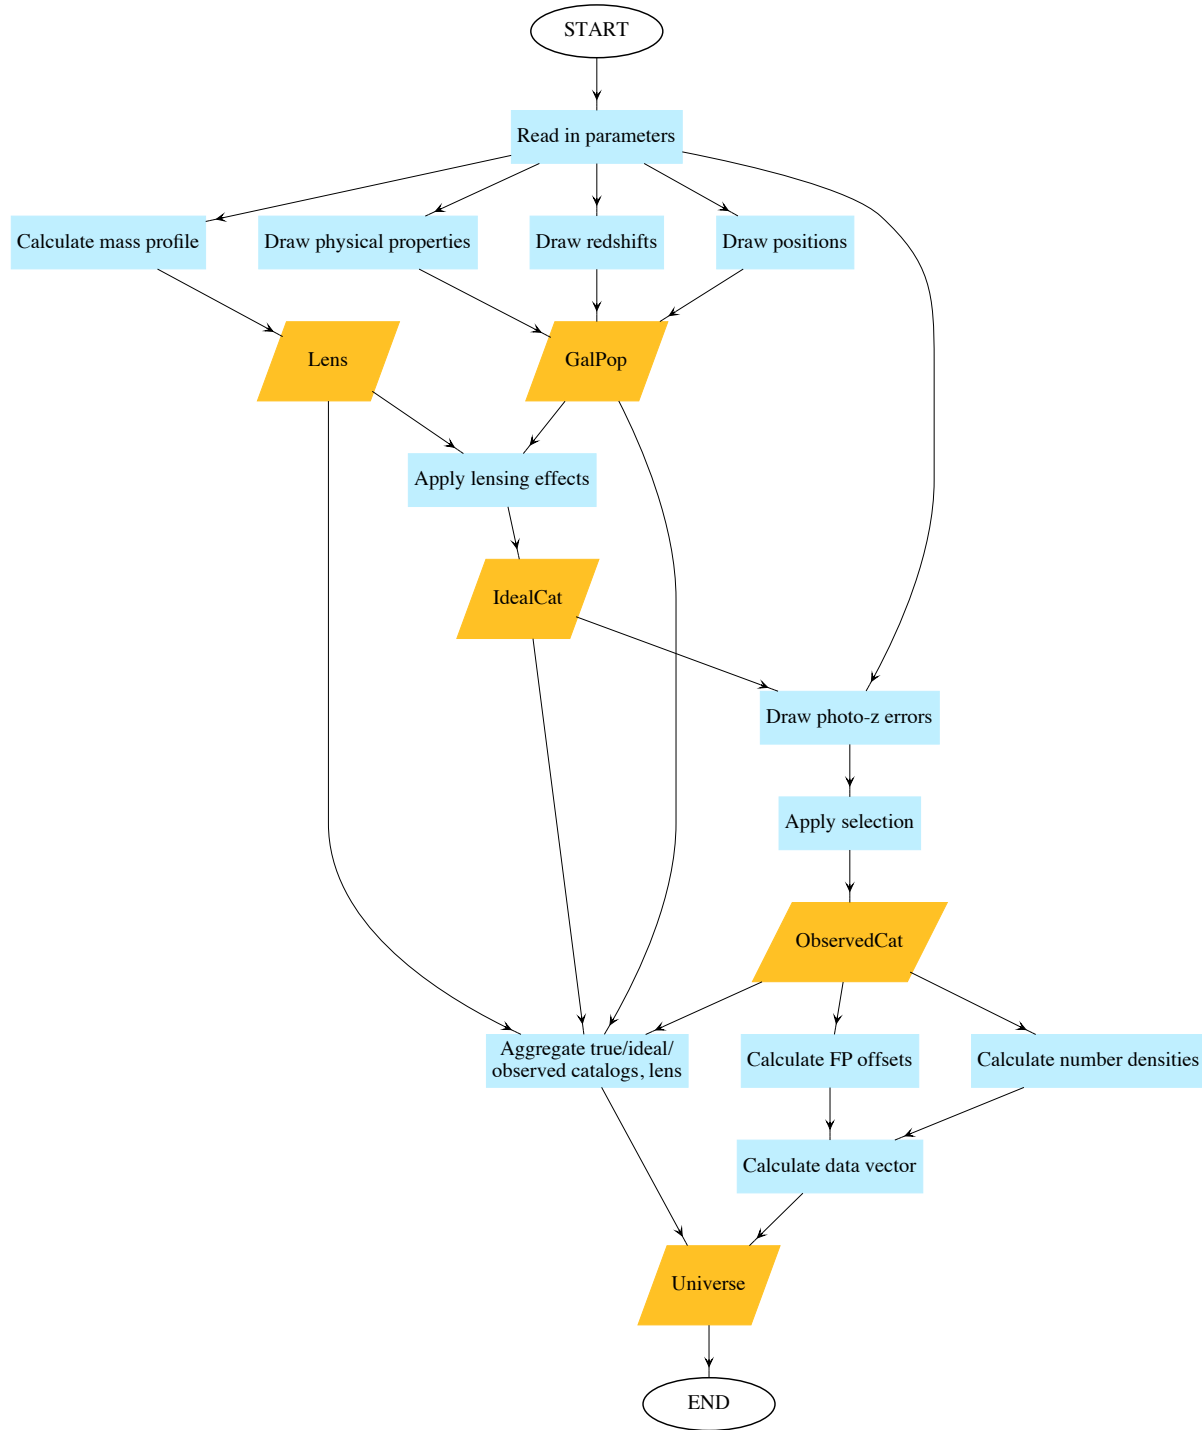 START
Read in parameters
Calculate mass profile
Draw physical properties
Draw redshifts
Draw positions
Lens
GalPop
Apply lensing effects
IdealCat
Draw photo-z errors
Apply selection
ObservedCat
Aggregate true/ideal/
observed catalogs, lens
Calculate FP offsets
Calculate number densities
Calculate data vector
Universe
END